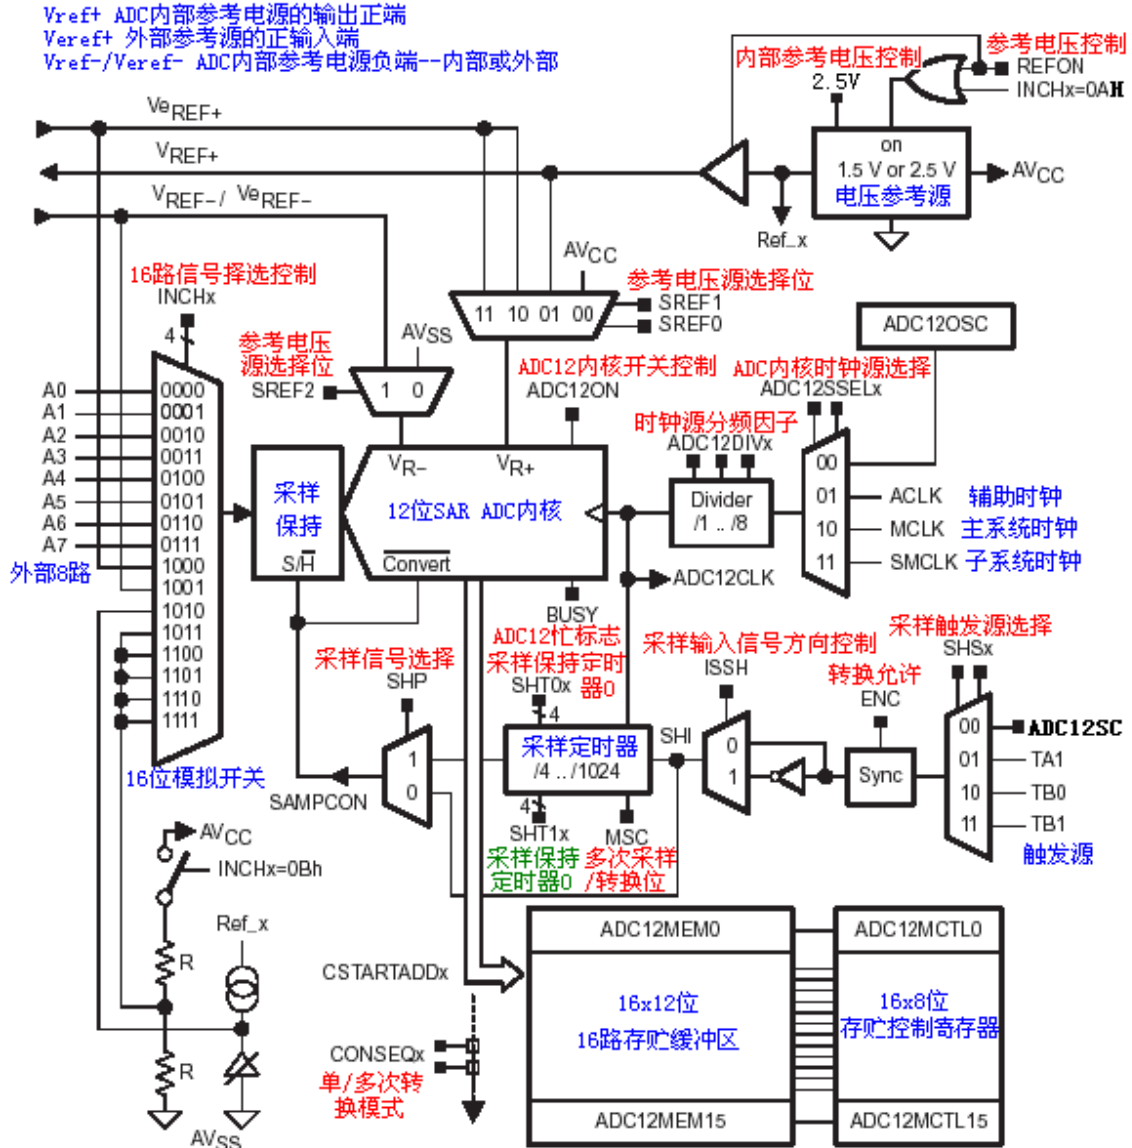 Vref+ ADC内部参考电源的输出正端
Veref+ 外部参考源的正输入端
Vref-/Veref- ADC内部参考电源负端--内部或外部
参考电压控制
内部参考电压控制
REFON
2.5V
INCHx=0AH
VeREF+
on
1.5 V or 2.5 V
电压参考源
VREF+
AVCC
VREF- / VeREF-
Ref_x
AVCC
16路信号择选控制
INCHx
4
参考电压源选择位
SREF1
SREF0
11 10 01 00
ADC12OSC
参考电压
源选择位
AVSS
SREF2
1 0
ADC12内核开关控制
ADC12ON
ADC内核时钟源选择
ADC12SSELx
时钟源分频因子
ADC12DIVx
A0
A1
A2
A3
A4
A5
A6
A7
外部8路
0000
0001
0010
0011
0100
0101
0110
0111
1000
1001
1010
1011
1100
1101
1110
1111
16位模拟开关
采样
保持
S/H
VR-
VR+
12位SAR ADC内核
Convert
Divider
/1 .. /8
00
01
10
11
ACLK 辅助时钟
MCLK 主系统时钟
SMCLK 子系统时钟
ADC12CLK
BUSY
ADC12忙标志
采样保持定时
器0
SHT0x
4
采样信号选择
SHP
采样输入信号方向控制
ISSH
采样触发源选择
SHSx
转换允许
ENC
采样定时器
/4 .. /1024
SHI
0
1
Sync
00
01
10
11
ADC12SC
TA1
TB0
TB1
触发源
1
0
SAMPCON
4
SHT1x
采样保持
定时器0
MSC
多次采样
/转换位
AVCC
INCHx=0Bh
Ref_x
R
R
AVSS
CSTARTADDx
CONSEQx
单/多次转
换模式
ADC12MEM0
16x12位
16路存贮缓冲区
ADC12MEM15
ADC12MCTL0
16x8位
存贮控制寄存器
ADC12MCTL15